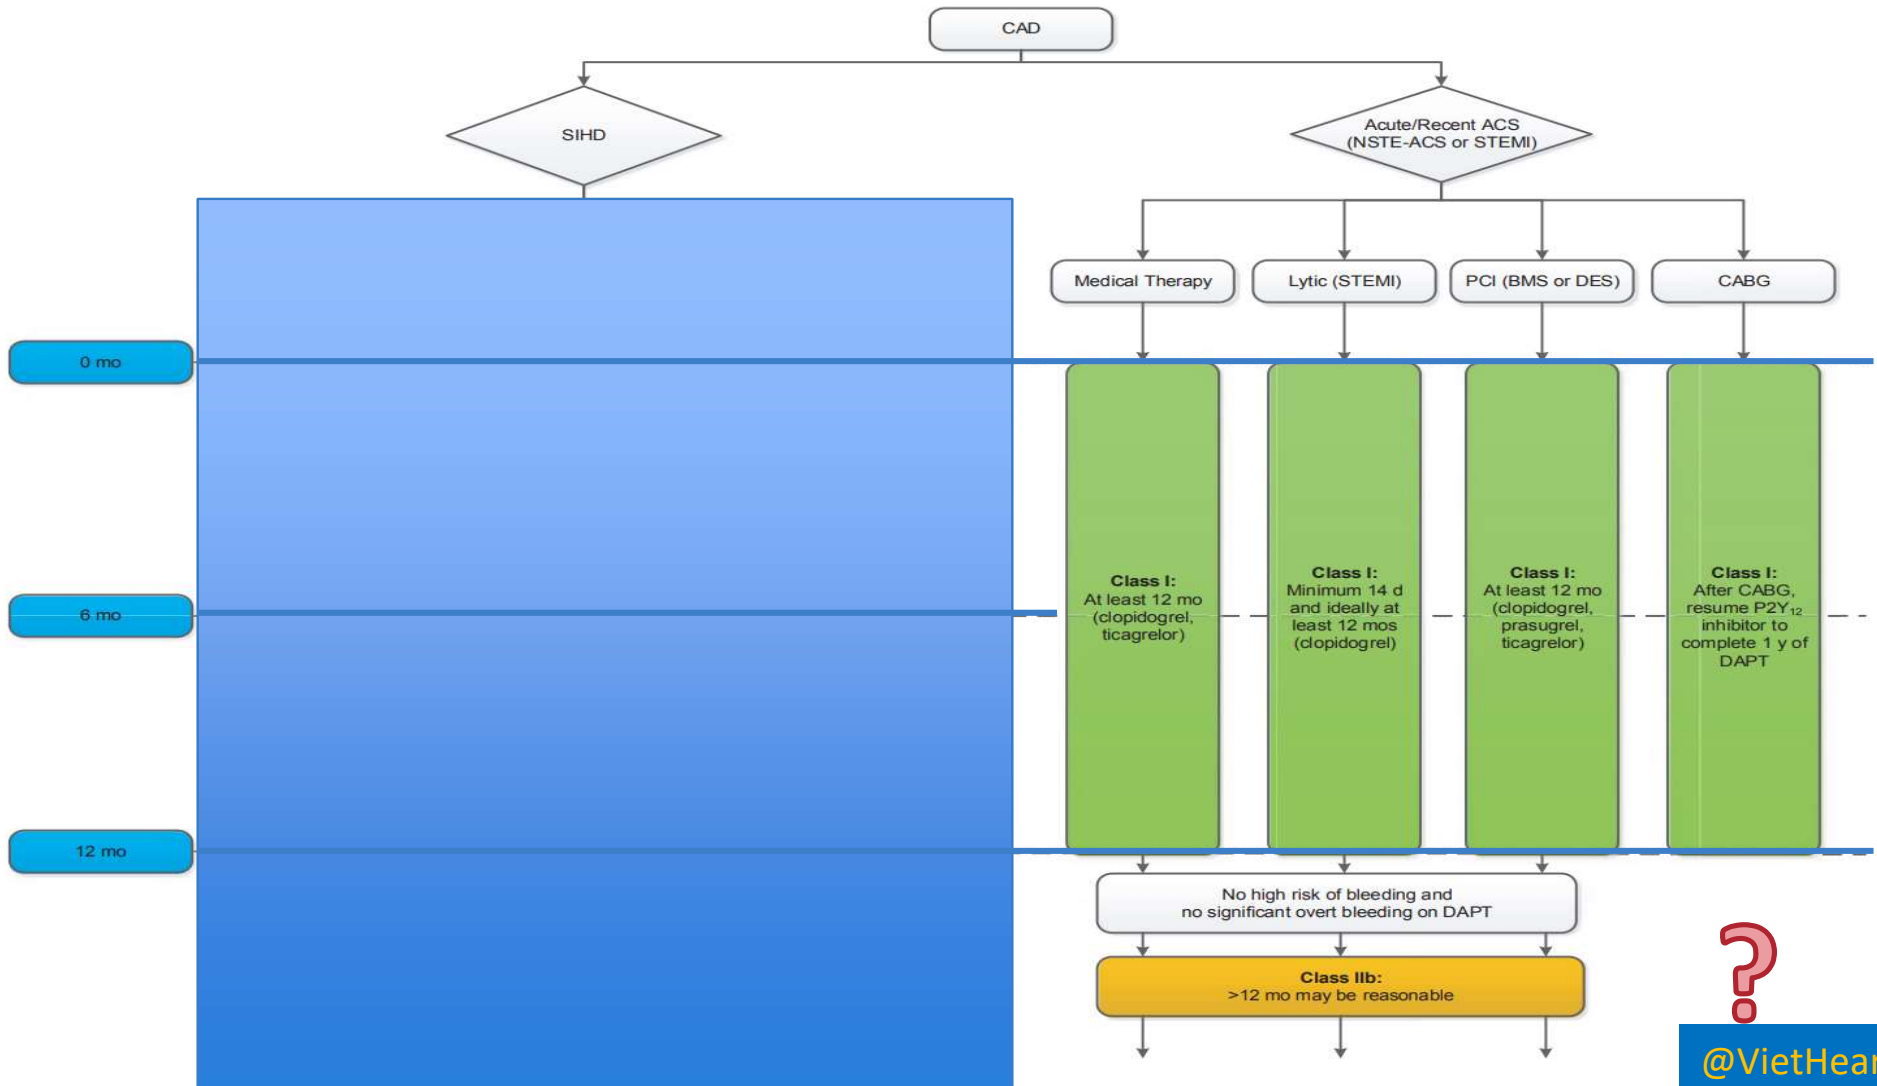 CAD
SIHD
Acute/Recent ACS
(NSTE-ACS or STEMI)
Medical Therapy
Lytic (STEMI)
PCI (BMS or DES)
CABG
0 mo
6 mo
12 mo
Class I:
At least 12 mo
(clopidogrel,
ticagrelor)
Class I:
Minimum 14 d
and ideally at
least 12 mos
(clopidogrel)
Class I:
At least 12 mo
(clopidogrel,
prasugrel,
ticagrelor)
Class I:
After CABG,
resume P2Y₁₂
inhibitor to
complete 1 y of
DAPT
No high risk of bleeding and
no significant overt bleeding on DAPT
Class IIb:
>12 mo may be reasonable
?
@VietHear